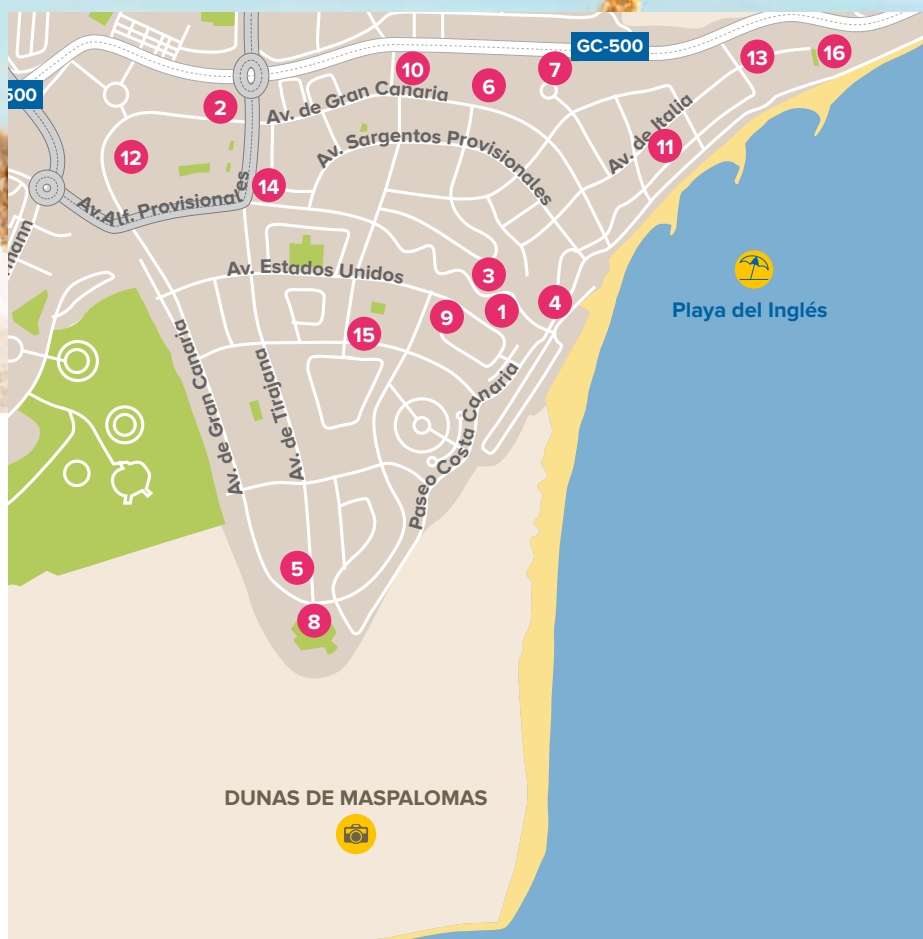 GC-500
13
16
10
7
6
500
2
Av. de Gran Canaria
Av. de Italia
11
Av. Sargentos Provisionales
12
14
Av.Alf. Provisionales
Av. Estados Unidos
3
1
4
9
15
Playa del Inglés
Av. de Gran Canaria
Av. de Tirajana
Paseo Costa Canaria
5
8
DUNAS DE MASPALOMAS